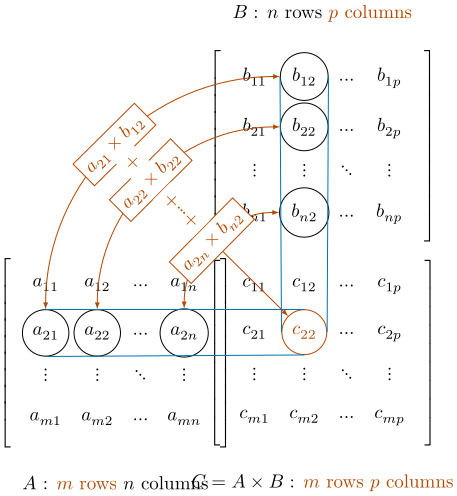 B : n rows p columns
b₁₁ b₁₂ ... b₁ₚ
a₂₁ × b₁₂
b₂₁ b₂₂ ... b₂ₚ
+
a₂₂ × b₂₂
⋮ ⋮ ⋱ ⋮
+...+
bₙ₁ bₙ₂ ... bₙₚ
a₂ₙ × bₙ₂
a₁₁ a₁₂ ... a₁ₙ c₁₁ c₁₂ ... c₁ₚ
a₂₁ a₂₂ ... a₂ₙ c₂₁ c₂₂ ... c₂ₚ
⋮ ⋮ ⋱ ⋮ ⋮ ⋮ ⋱ ⋮
aₘ₁ aₘ₂ ... aₘₙ cₘ₁ cₘ₂ ... cₘₚ
A : m rows n columns
C = A × B : m rows p columns